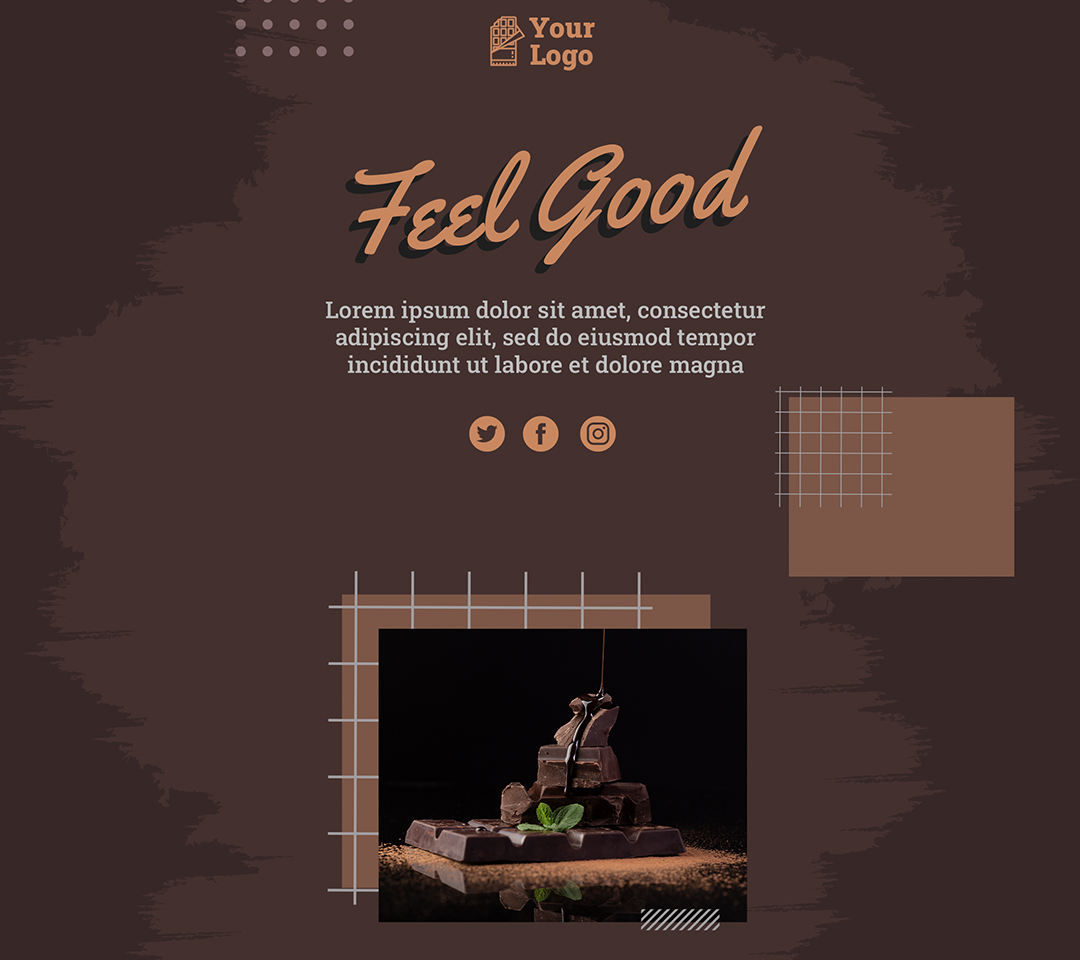 Your
Logo
Feel Good
Lorem ipsum dolor sit amet, consectetur
adipiscing elit, sed do eiusmod tempor
incididunt ut labore et dolore magna